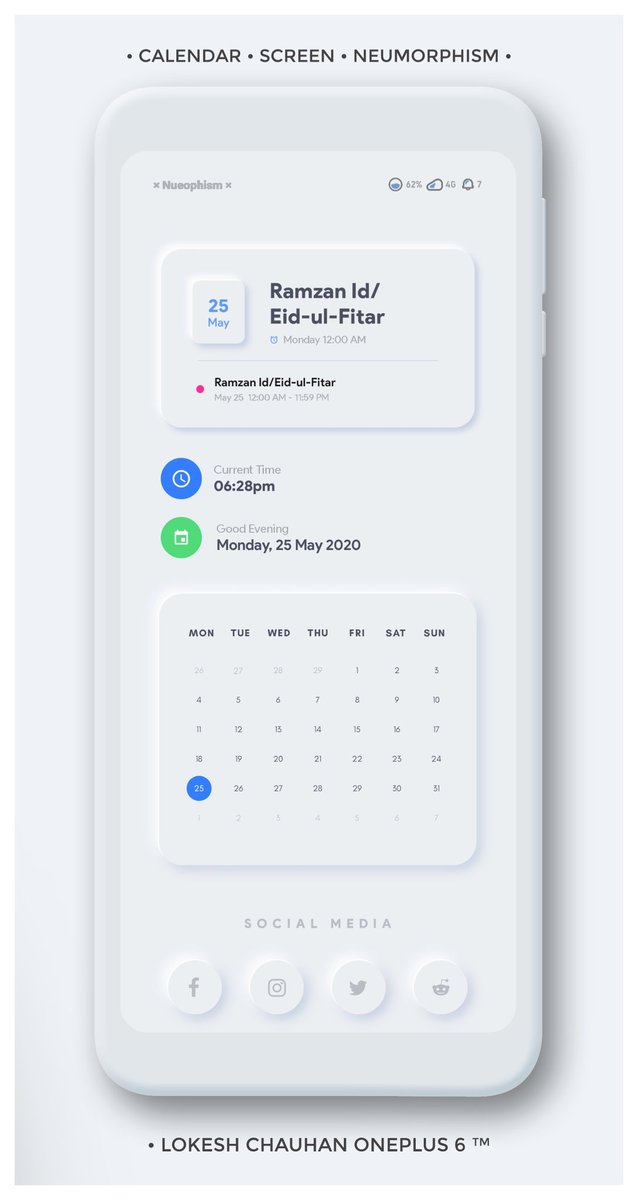 • CALENDAR • SCREEN • NEUMORPHISM •
× Nueophism ×
62% 4G 7
25
May
Ramzan Id/
Eid-ul-Fitar
Monday 12:00 AM
Ramzan Id/Eid-ul-Fitar
May 25 12:00 AM - 11:59 PM
Current Time
06:28pm
Good Evening
Monday, 25 May 2020
MON TUE WED THU FRI SAT SUN
26 27 28 29 1 2 3
4 5 6 7 8 9 10
11 12 13 14 15 16 17
18 19 20 21 22 23 24
25 26 27 28 29 30 31
1 2 3 4 5 6 7
SOCIAL MEDIA
• LOKESH CHAUHAN ONEPLUS 6 ™